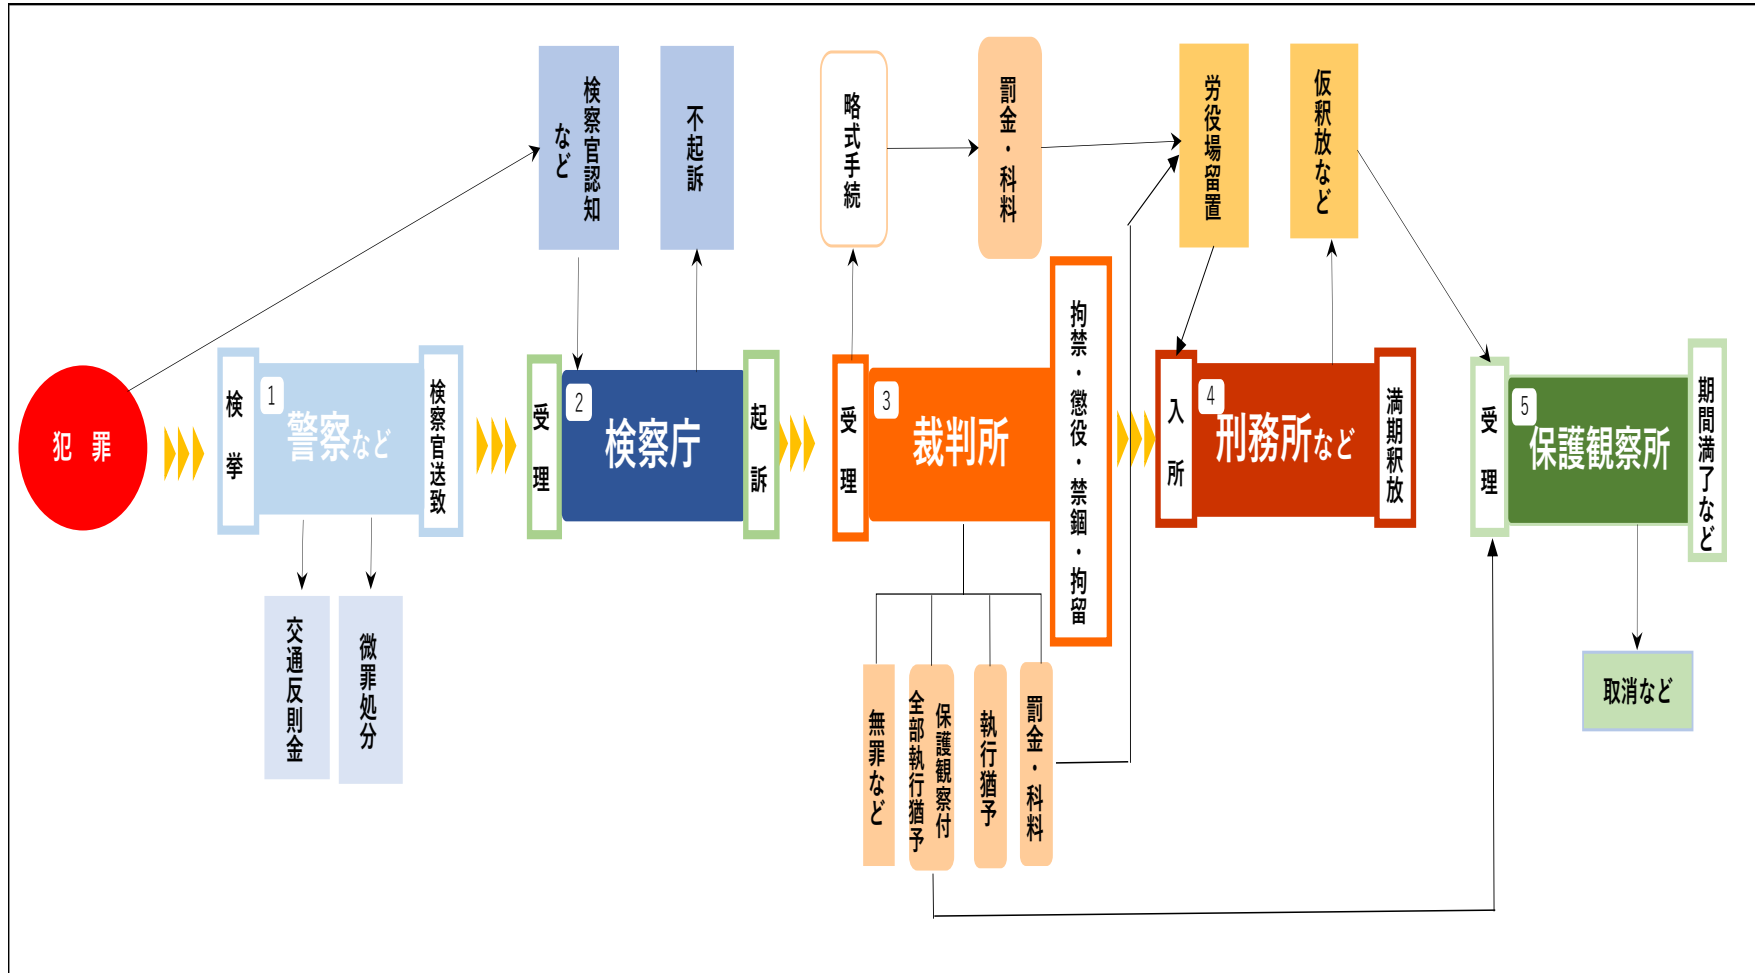 犯 罪
検察官認知
など
不起訴
略式手続
罰金・科料
労役場留置
仮釈放など
検 挙
1
警察など
検察官送致
受 理
2
検察庁
起 訴
受 理
3
裁判所
拘禁・懲役・禁錮・拘留
入 所
4
刑務所など
満期釈放
受 理
5
保護観察所
期間満了など
交通反則金
微罪処分
無罪など
保護観察付
全部執行猶予
執行猶予
罰金・科料
取消など